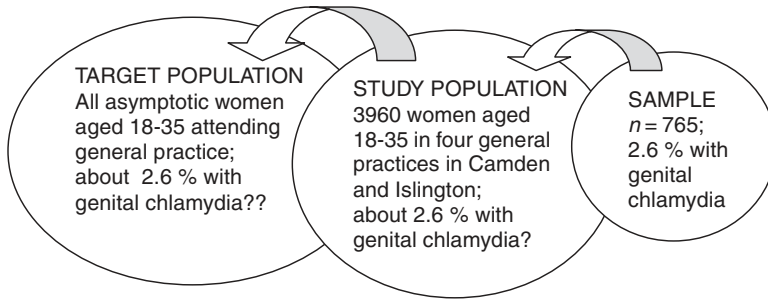 TARGET POPULATION
All asymptotic women
aged 18-35 attending
general practice;
about 2.6 % with
genital chlamydia??
STUDY POPULATION
3960 women aged
18-35 in four general
practices in Camden
and Islington;
about 2.6 % with
genital chlamydia?
SAMPLE
n = 765;
2.6 % with
genital
chlamydia